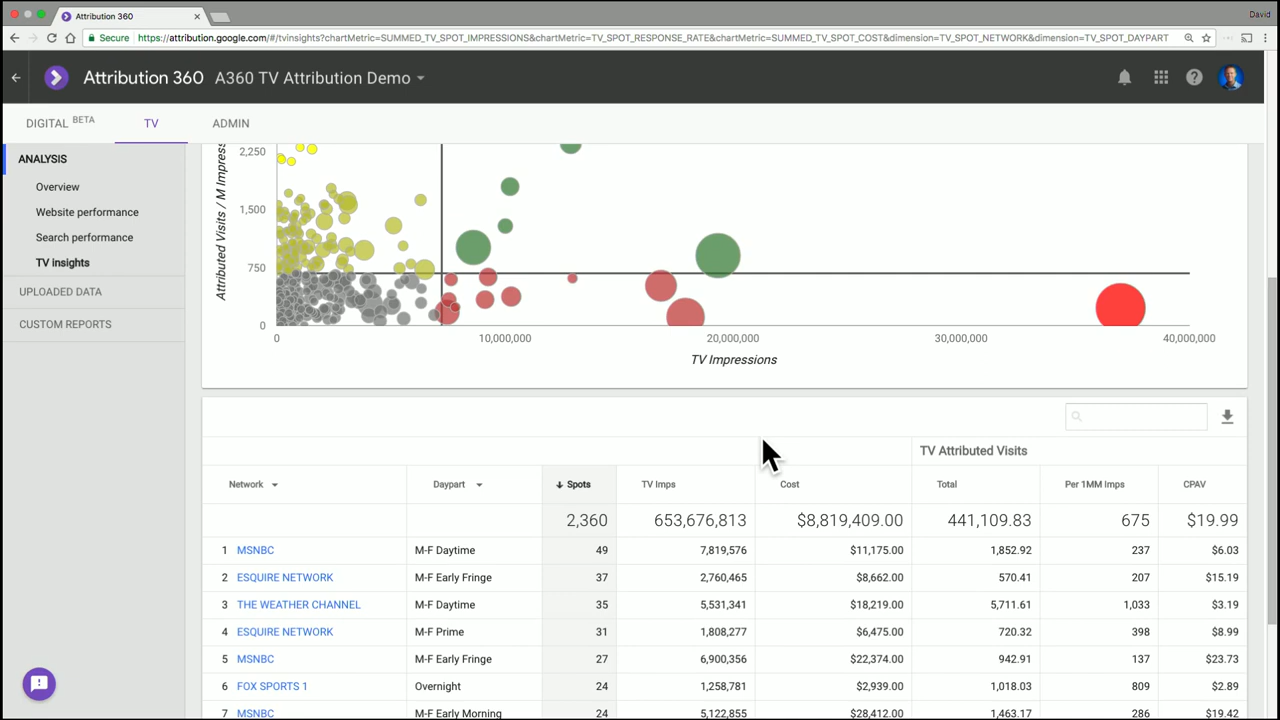 Attribution 360
David
Secure https://attribution.google.com/#/tvinsights?chartMetric=SUMMED_TV_SPOT_IMPRESSIONS&chartMetric=TV_SPOT_RESPONSE_RATE&chartMetric=SUMMED_TV_SPOT_COST&dimension=TV_SPOT_NETWORK&dimension=TV_SPOT_DAYPART
Attribution 360 A360 TV Attribution Demo
DIGITAL BETA TV ADMIN
ANALYSIS
Overview
Website performance
Search performance
TV insights
UPLOADED DATA
CUSTOM REPORTS
Attributed Visits / M Impress
2,250
1,500
750
0
0 10,000,000 20,000,000 30,000,000 40,000,000
TV Impressions
TV Attributed Visits
Network Daypart Spots TV Imps Cost Total Per 1MM Imps CPAV
2,360 653,676,813 $8,819,409.00 441,109.83 675 $19.99
1 MSNBC M-F Daytime 49 7,819,576 $11,175.00 1,852.92 237 $6.03
2 ESQUIRE NETWORK M-F Early Fringe 37 2,760,465 $8,662.00 570.41 207 $15.19
3 THE WEATHER CHANNEL M-F Daytime 35 5,531,341 $18,219.00 5,711.61 1,033 $3.19
4 ESQUIRE NETWORK M-F Prime 31 1,808,277 $6,475.00 720.32 398 $8.99
5 MSNBC M-F Early Fringe 27 6,900,356 $22,374.00 942.91 137 $23.73
6 FOX SPORTS 1 Overnight 24 1,258,781 $2,939.00 1,018.03 809 $2.89
7 MSNBC M-F Early Morning 24 5,122,855 $28,412.00 1,463.17 286 $19.42